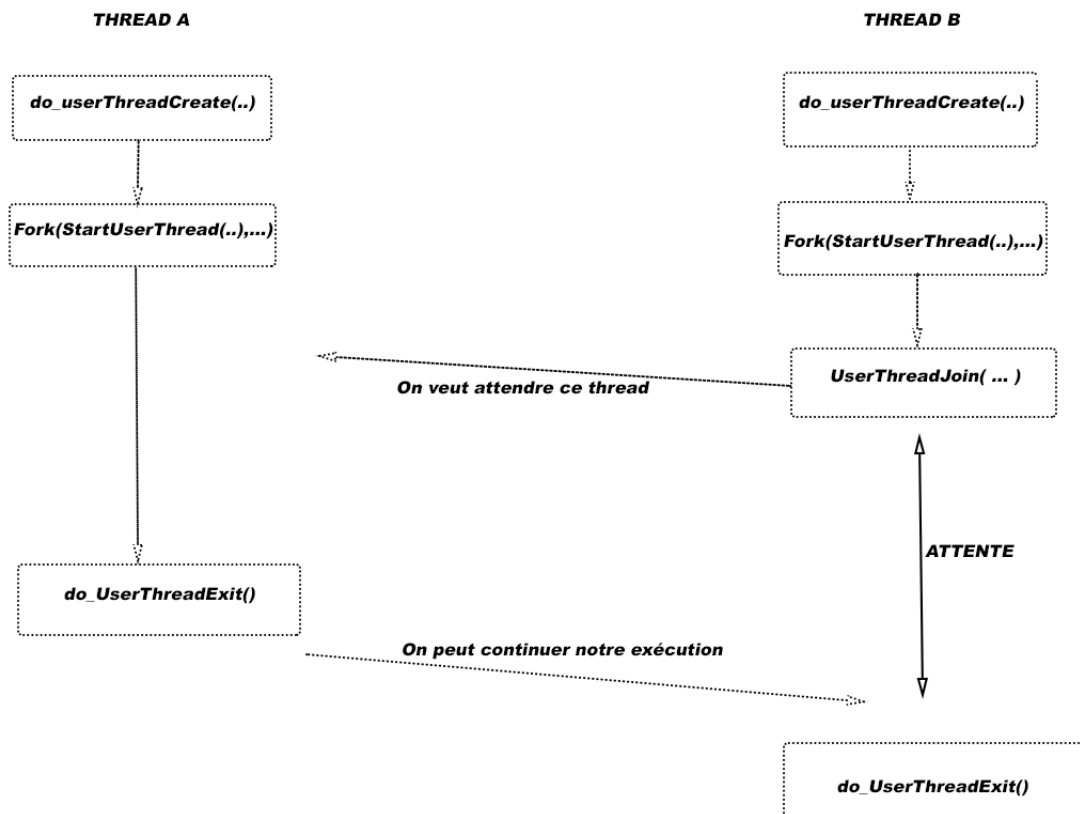 THREAD A
THREAD B
do_userThreadCreate(..)
do_userThreadCreate(..)
Fork(StartUserThread(..),...)
Fork(StartUserThread(..),...)
UserThreadJoin( ... )
On veut attendre ce thread
ATTENTE
do_UserThreadExit()
On peut continuer notre exécution
do_UserThreadExit()